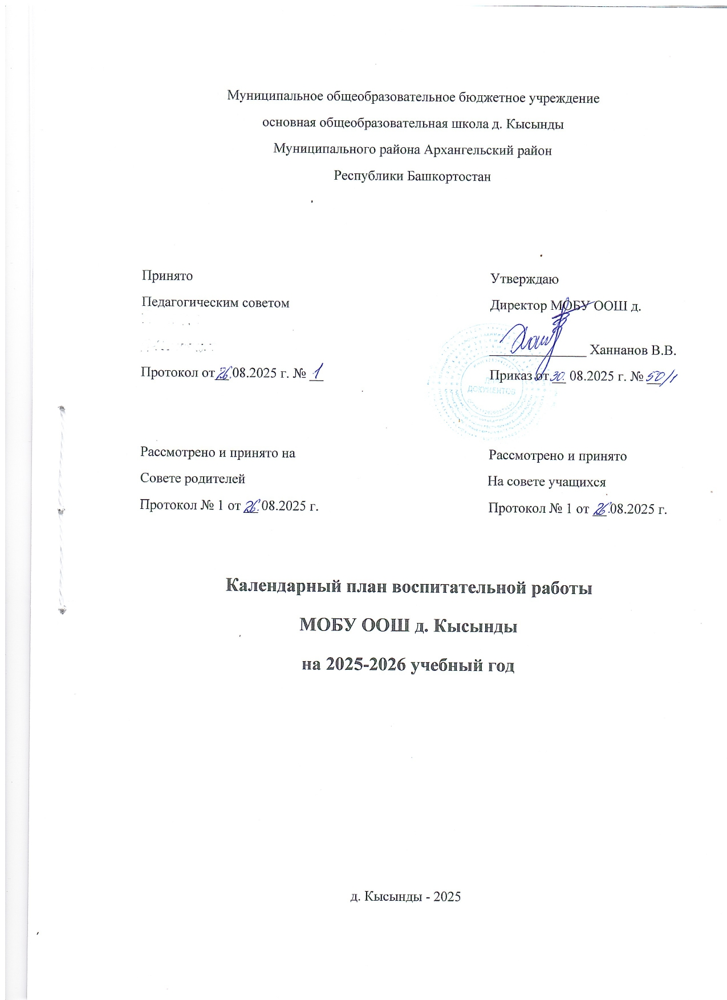 Муниципальное общеобразовательное бюджетное учреждение
основная общеобразовательная школа д. Кысынды
Муниципального района Архангельский район
Республики Башкортостан
Принято
Педагогическим советом
Протокол от 26.08.2025 г. № 1
Утверждаю
Директор МОБУ ООШ д.
Ханнанов В.В.
Приказ от 30. 08.2025 г. № 50/1
ДОКУМЕНТОВ
Рассмотрено и принято на
Совете родителей
Протокол № 1 от 26.08.2025 г.
Рассмотрено и принято
На совете учащихся
Протокол № 1 от 26.08.2025 г.
Календарный план воспитательной работы
МОБУ ООШ д. Кысынды
на 2025-2026 учебный год
д. Кысынды - 2025